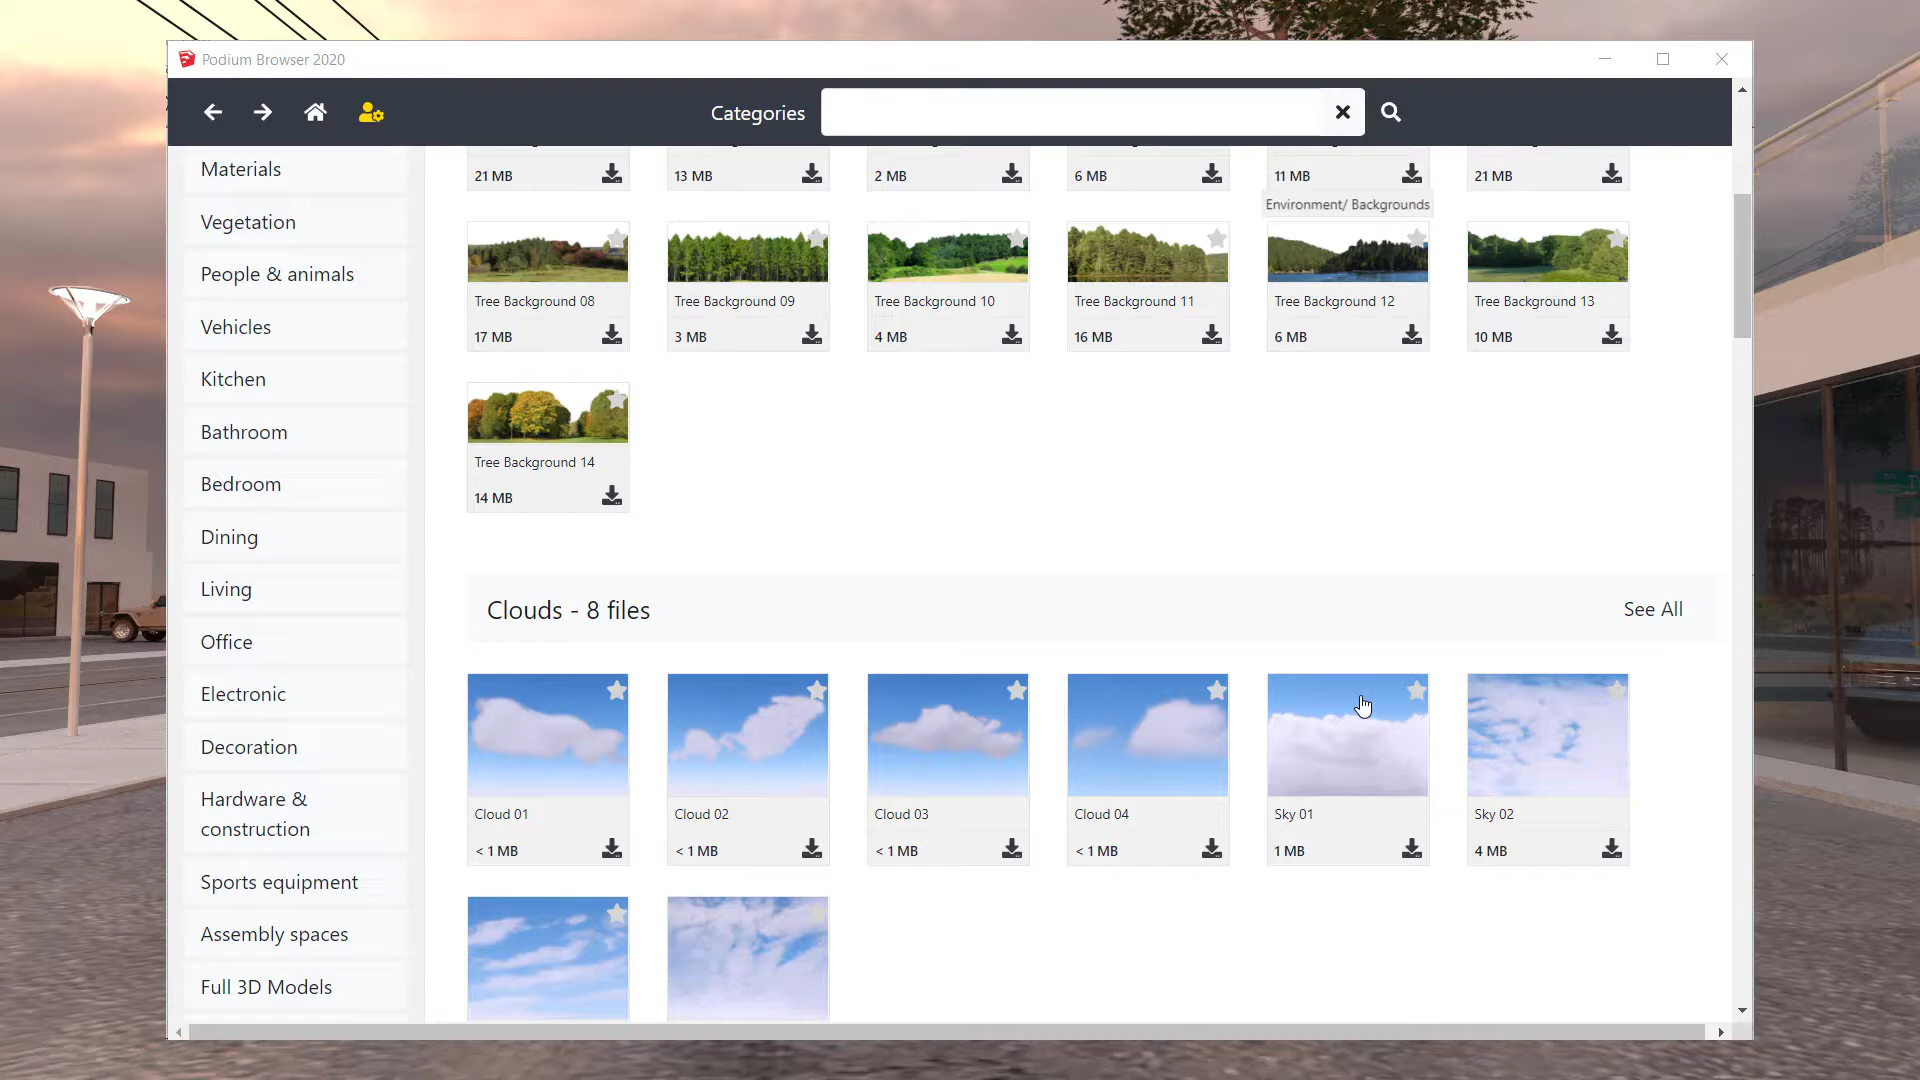 Podium Browser 2020
Categories
Materials
Vegetation
People & animals
Vehicles
Kitchen
Bathroom
Bedroom
Dining
Living
Office
Electronic
Decoration
Hardware &
construction
Sports equipment
Assembly spaces
Full 3D Models
21 MB
13 MB
2 MB
6 MB
11 MB
21 MB
Environment/ Backgrounds
Tree Background 08
Tree Background 09
Tree Background 10
Tree Background 11
Tree Background 12
Tree Background 13
17 MB
3 MB
4 MB
16 MB
6 MB
10 MB
Tree Background 14
14 MB
Clouds - 8 files
See All
Cloud 01
Cloud 02
Cloud 03
Cloud 04
Sky 01
Sky 02
< 1 MB
< 1 MB
< 1 MB
< 1 MB
1 MB
4 MB